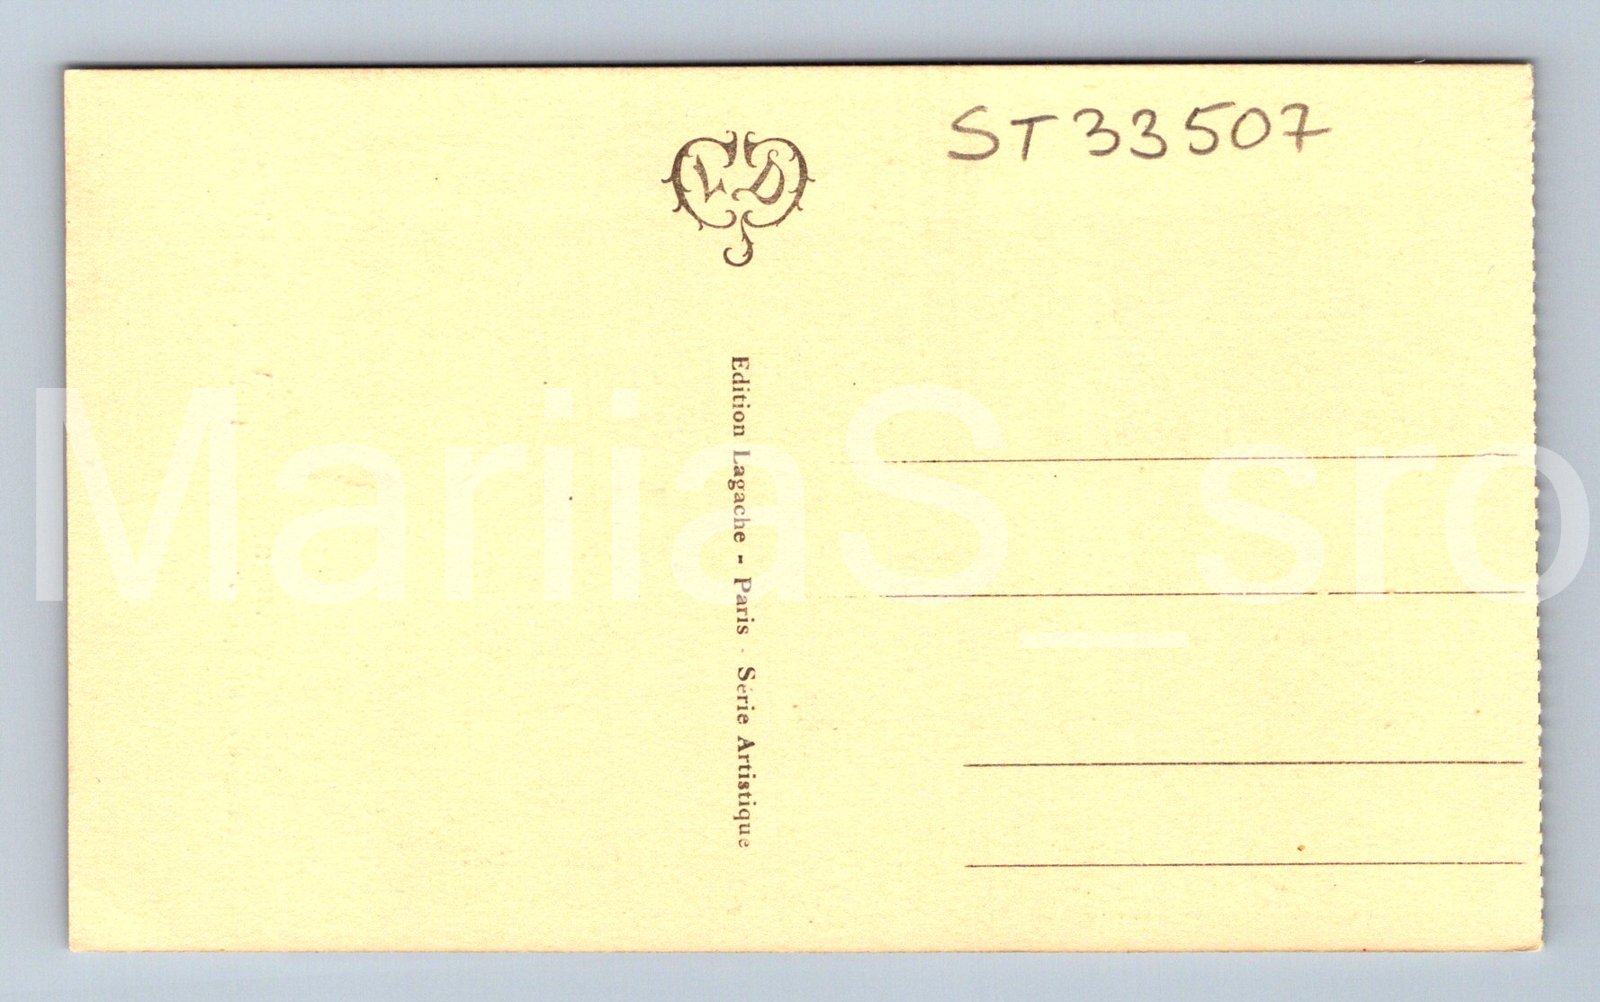 ST33507
L D
Edition Lagache - Paris - Série Artistique
MariiaS_sro